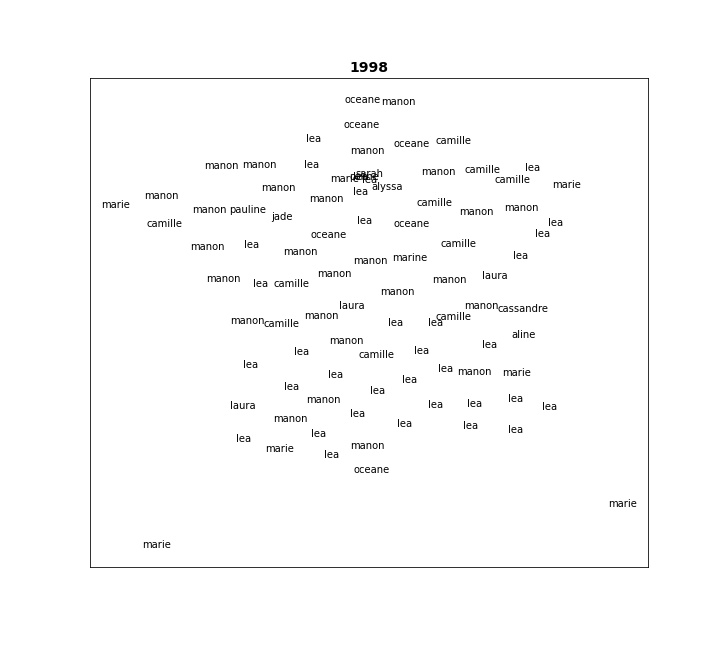 1998
oceane manon
oceane
lea oceane camille
manon
manon manon lea manon camille lea
sarah
marie lea camille marie
manon lea alyssa
marie manon manon camille
manon pauline jade manon manon
camille lea oceane lea
oceane lea
manon lea manon camille
manon marine lea
manon lea camille manon manon laura
manon
laura manon cassandre
manon camille manon lea lea camille
manon aline
lea camille lea lea
lea lea lea manon marie
lea lea lea
laura manon lea lea lea lea
manon lea lea lea lea
lea lea
marie lea manon
oceane
marie
marie